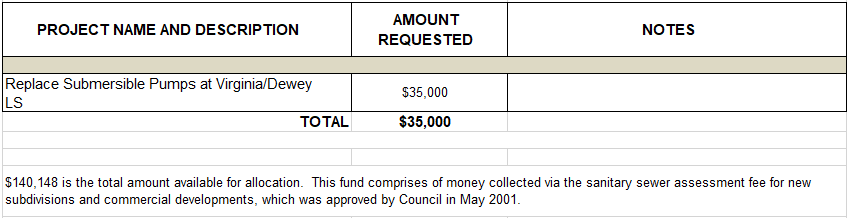 PROJECT NAME AND DESCRIPTION
AMOUNT
REQUESTED
NOTES
Replace Submersible Pumps at Virginia/Dewey
LS
$35,000
TOTAL
$35,000
$140,148 is the total amount available for allocation.  This fund comprises of money collected via the sanitary sewer assessment fee for new
subdivisions and commercial developments, which was approved by Council in May 2001.